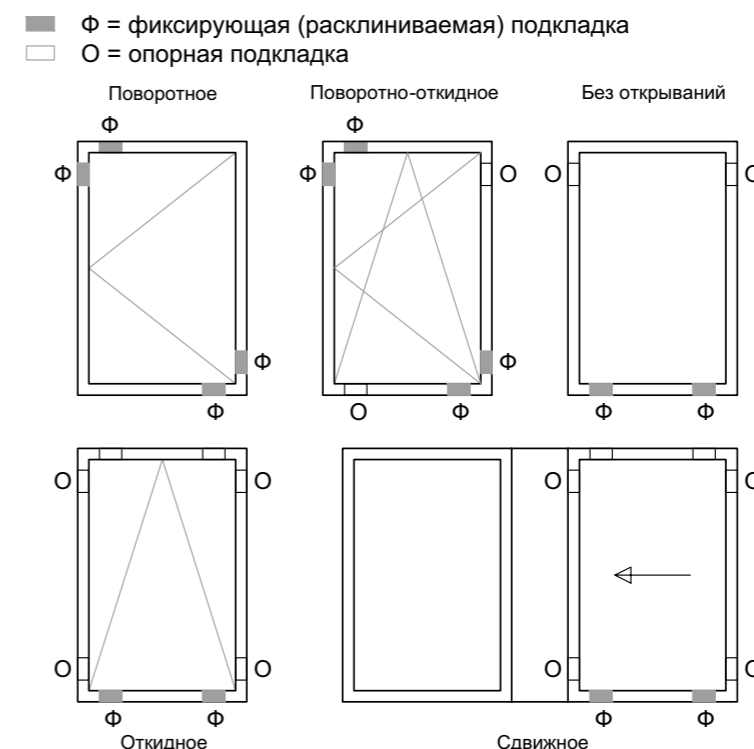 Ф = фиксирующая (расклиниваемая) подкладка
О = опорная подкладка
Поворотное
Поворотно-откидное
Без открываний
Ф
Ф
Ф
Ф
Ф
Ф
О
Ф
О
Ф
О
О
Ф
Ф
О
О
О
О
Ф
Ф
Откидное
О
О
О
О
Ф
Ф
Сдвижное